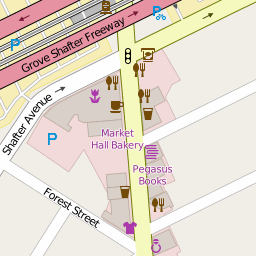 P
Grove Shafter Freeway
Shafter Avenue
P
Market
Hall Bakery
Pegasus
Books
Forest Street